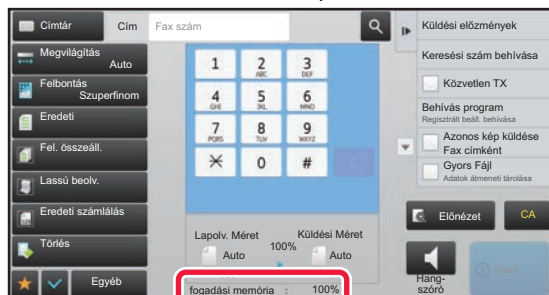 Címtár
Cím
Fax szám
Megvilágítás
Auto
Felbontás
Szuperfinom
Eredeti
Fel. összeáll.
Lassú beolv.
Eredeti számlálás
Törlés
Egyéb
1
2 ABC
3 DEF
4 GHI
5 JKL
6 MNO
7 PQRS
8 TUV
9 WXYZ
0
#
C
Lapolv. Méret
Küldési Méret
100%
Auto
Auto
fogadási memória : 100%
Küldési előzmények
Keresési szám behívása
Közvetlen TX
Behívás program
Regisztrált beáll. behívása
Azonos kép küldése
Fax címként
Gyors Fájl
Adatok átmeneti tárolása
Előnézet
CA
Hang-
szóró
Start